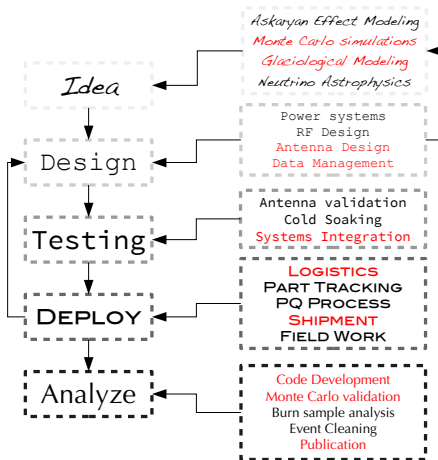 Askaryan Effect Modeling
Monte Carlo simulations
Glaciological Modeling
Neutrino Astrophysics
Idea
Power systems
RF Design
Antenna Design
Data Management
Design
Antenna validation
Cold Soaking
Systems Integration
Testing
LOGISTICS
PART TRACKING
PQ PROCESS
SHIPMENT
FIELD WORK
DEPLOY
Code Development
Monte Carlo validation
Burn sample analysis
Event Cleaning
Publication
Analyze